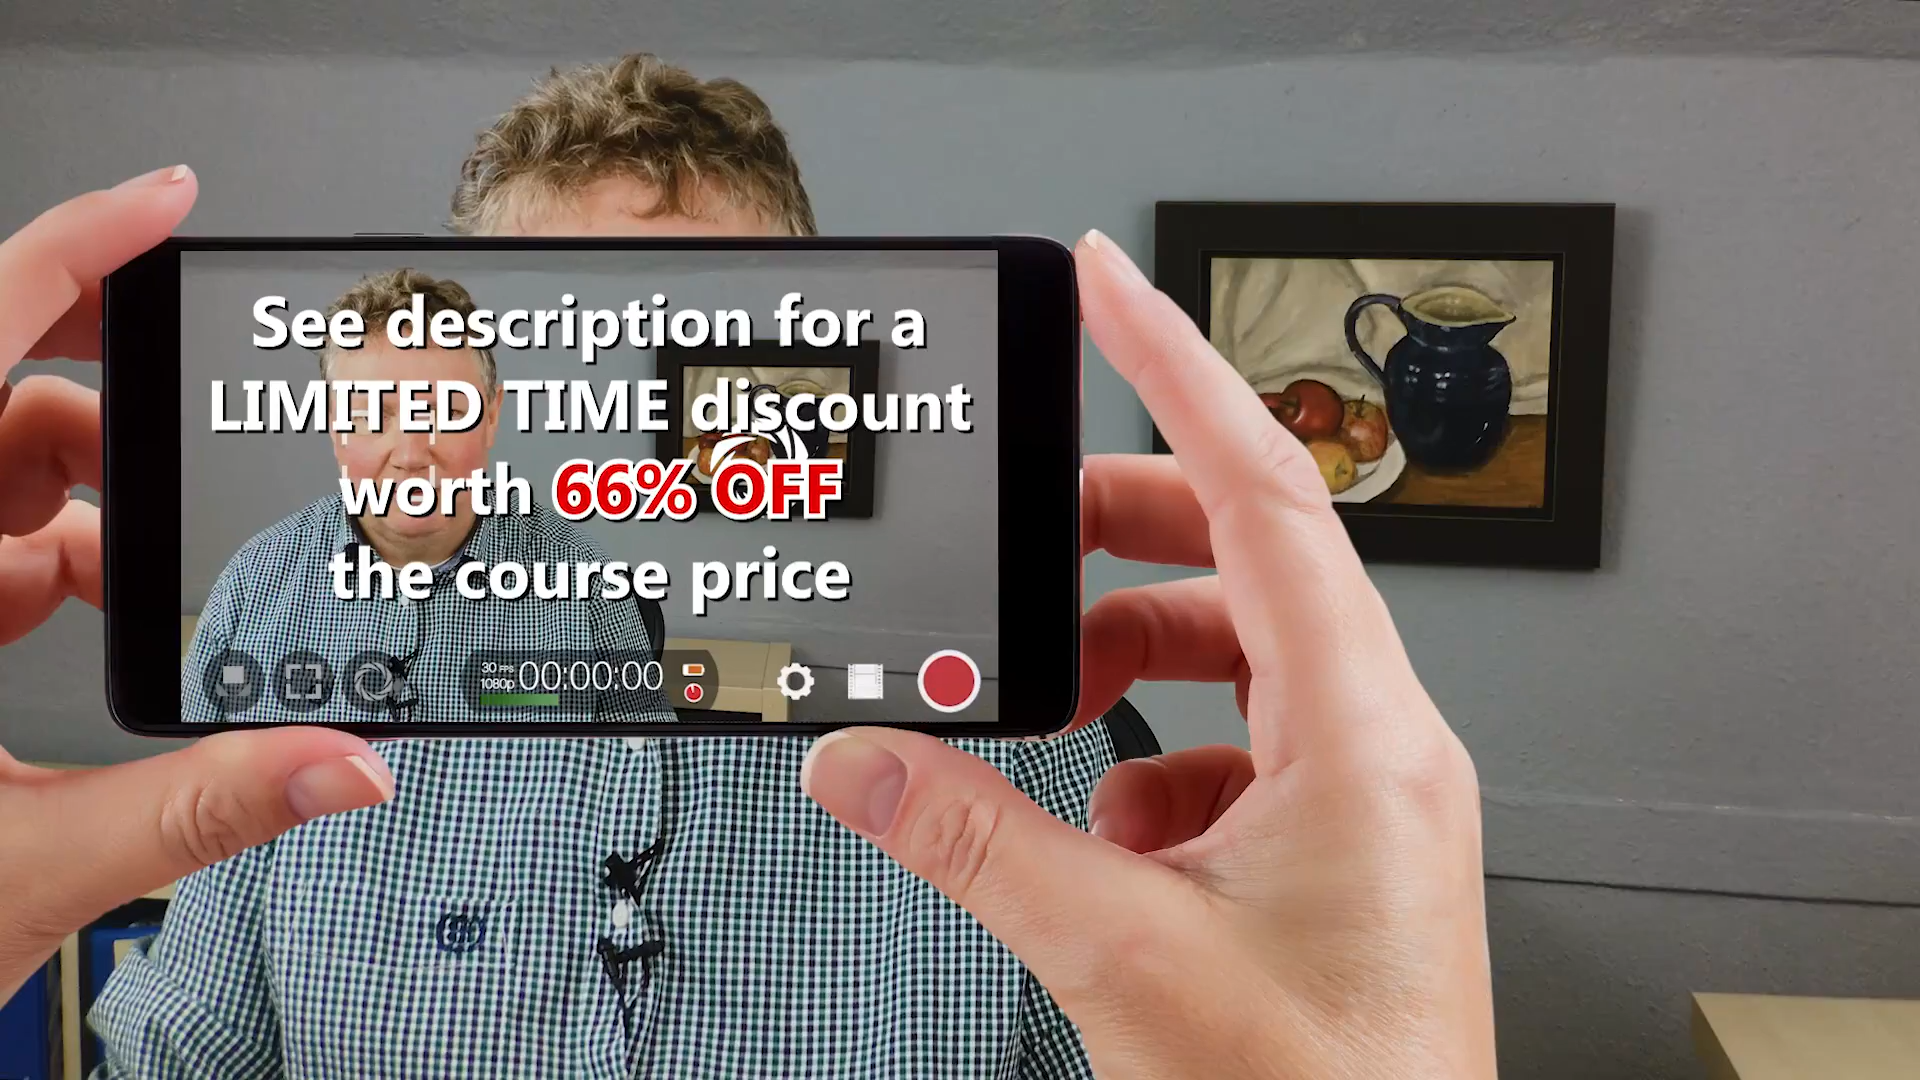 See description for a
LIMITED TIME discount
worth 66% OFF
the course price
30 FPS
1080p 00:00:00